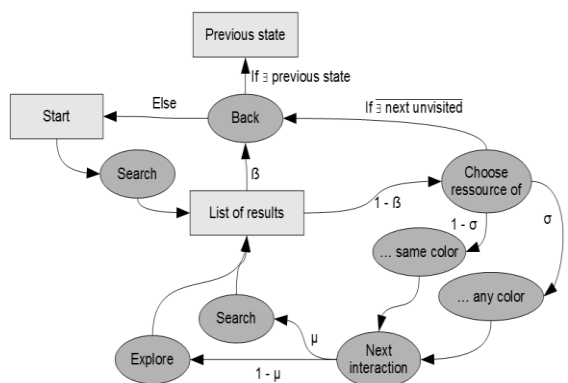 Previous state
If ∃ previous state
Else
If ∃ next unvisited
Start
Back
Search
Choose
ressource of
ß
List of results
1 - ß
1 - σ
σ
... same color
... any color
Search
μ
Explore
Next
interaction
1 - μ